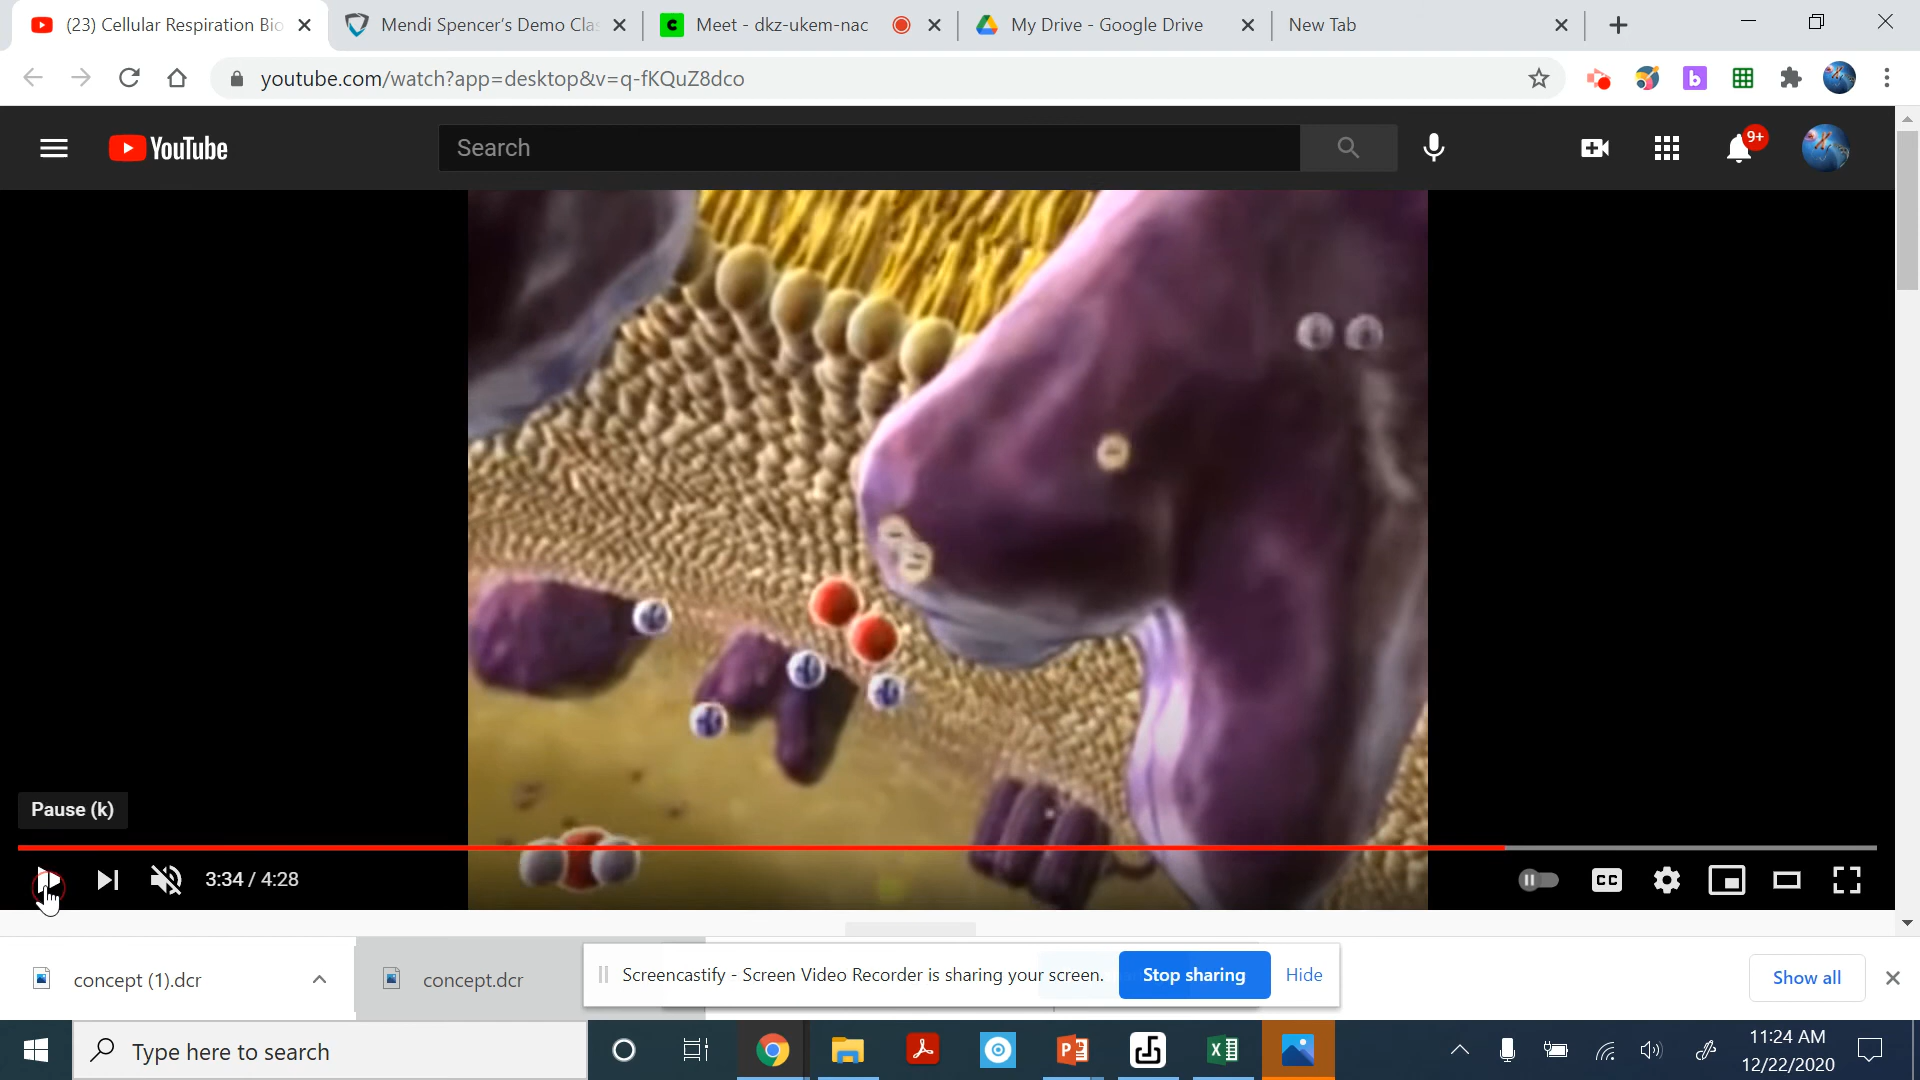 (23) Cellular Respiration Bio
Mendi Spencer's Demo Clas
Meet - dkz-ukem-nac
My Drive - Google Drive
New Tab
youtube.com/watch?app=desktop&v=q-fKQuZ8dco
YouTube
Search
9+
Pause (k)
3:34 / 4:28
CC
concept (1).dcr
concept.dcr
Screencastify - Screen Video Recorder is sharing your screen.
Stop sharing
Hide
Show all
Type here to search
11:24 AM
12/22/2020